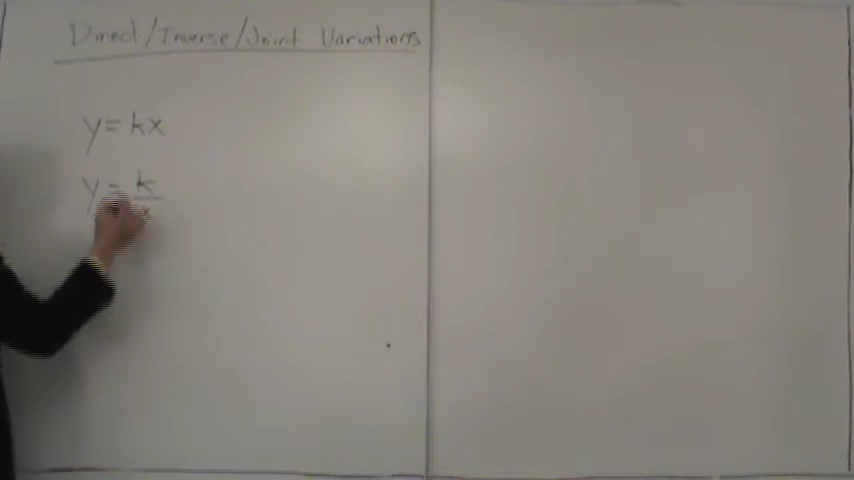 Direct/Inverse/Joint Variations
y = kx
y = k/x